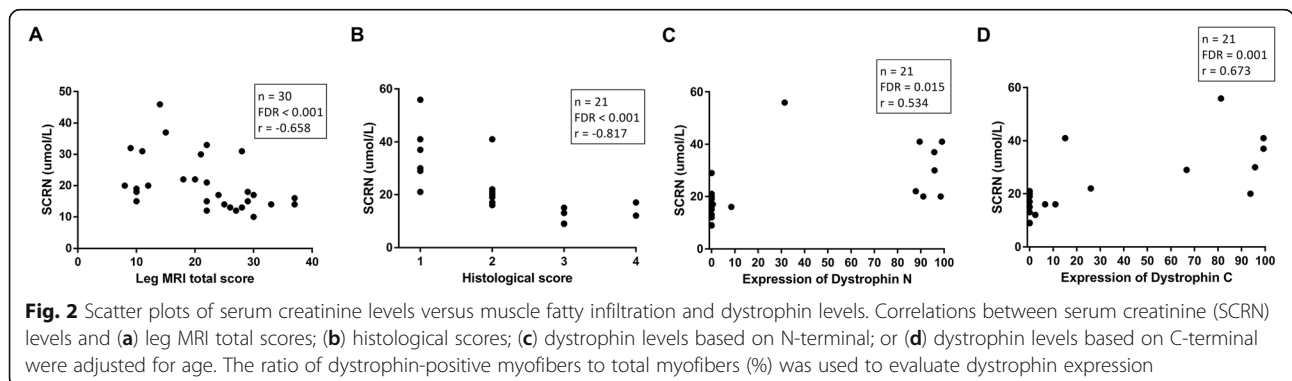 A
n = 30
FDR < 0.001
r = -0.658
SCRN (umol/L)
50
40
30
20
10
0
0 10 20 30 40
Leg MRI total score
B
n = 21
FDR < 0.001
r = -0.817
SCRN (umol/L)
60
40
20
0
1 2 3 4
Histological score
C
n = 21
FDR = 0.015
r = 0.534
SCRN (umol/L)
60
40
20
0
0 10 20 30 40 50 60 70 80 90 100
Expression of Dystrophin N
D
n = 21
FDR = 0.001
r = 0.673
SCRN (umol/L)
60
40
20
0
0 10 20 30 40 50 60 70 80 90 100
Expression of Dystrophin C
Fig. 2 Scatter plots of serum creatinine levels versus muscle fatty infiltration and dystrophin levels. Correlations between serum creatinine (SCRN)
levels and (a) leg MRI total scores; (b) histological scores; (c) dystrophin levels based on N-terminal; or (d) dystrophin levels based on C-terminal
were adjusted for age. The ratio of dystrophin-positive myofibers to total myofibers (%) was used to evaluate dystrophin expression